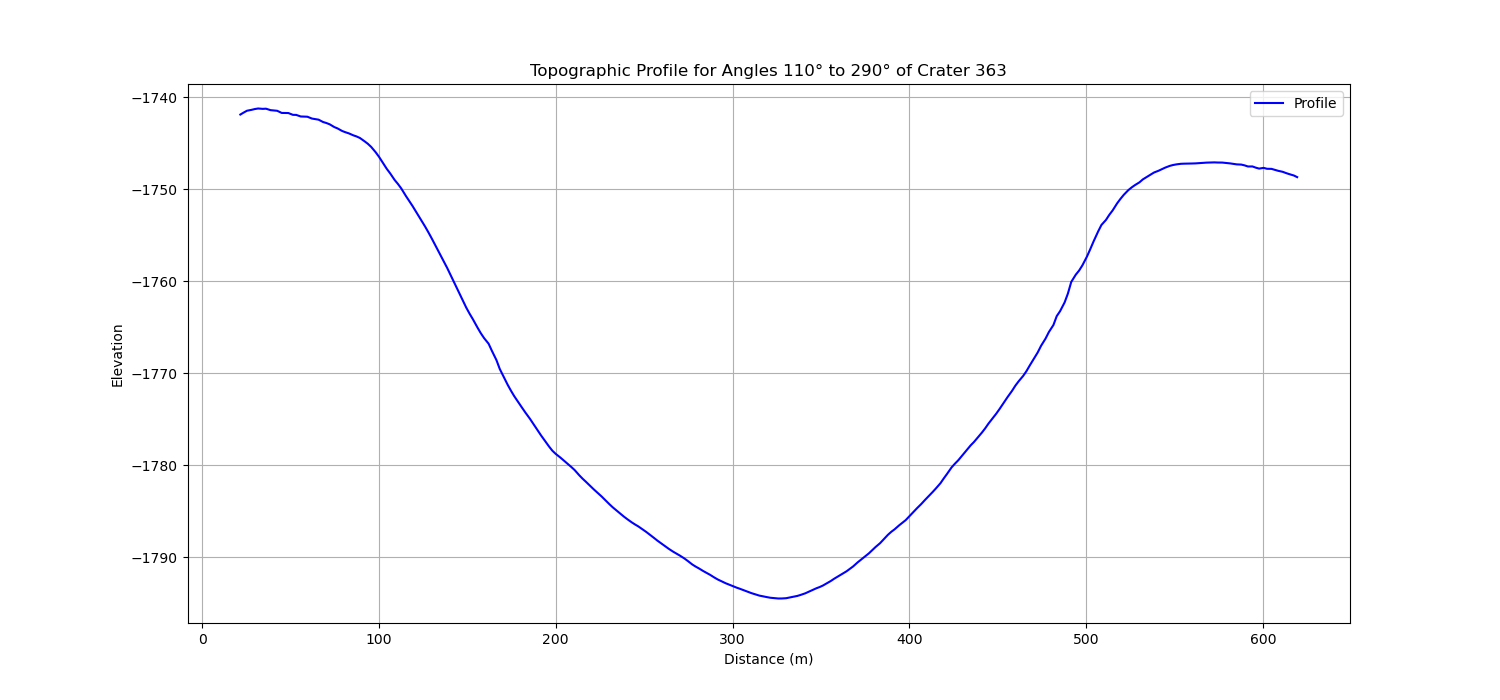 Topographic Profile for Angles 110° to 290° of Crater 363
Profile
−1740
−1750
−1760
−1770
−1780
−1790
Elevation
0 100 200 300 400 500 600
Distance (m)